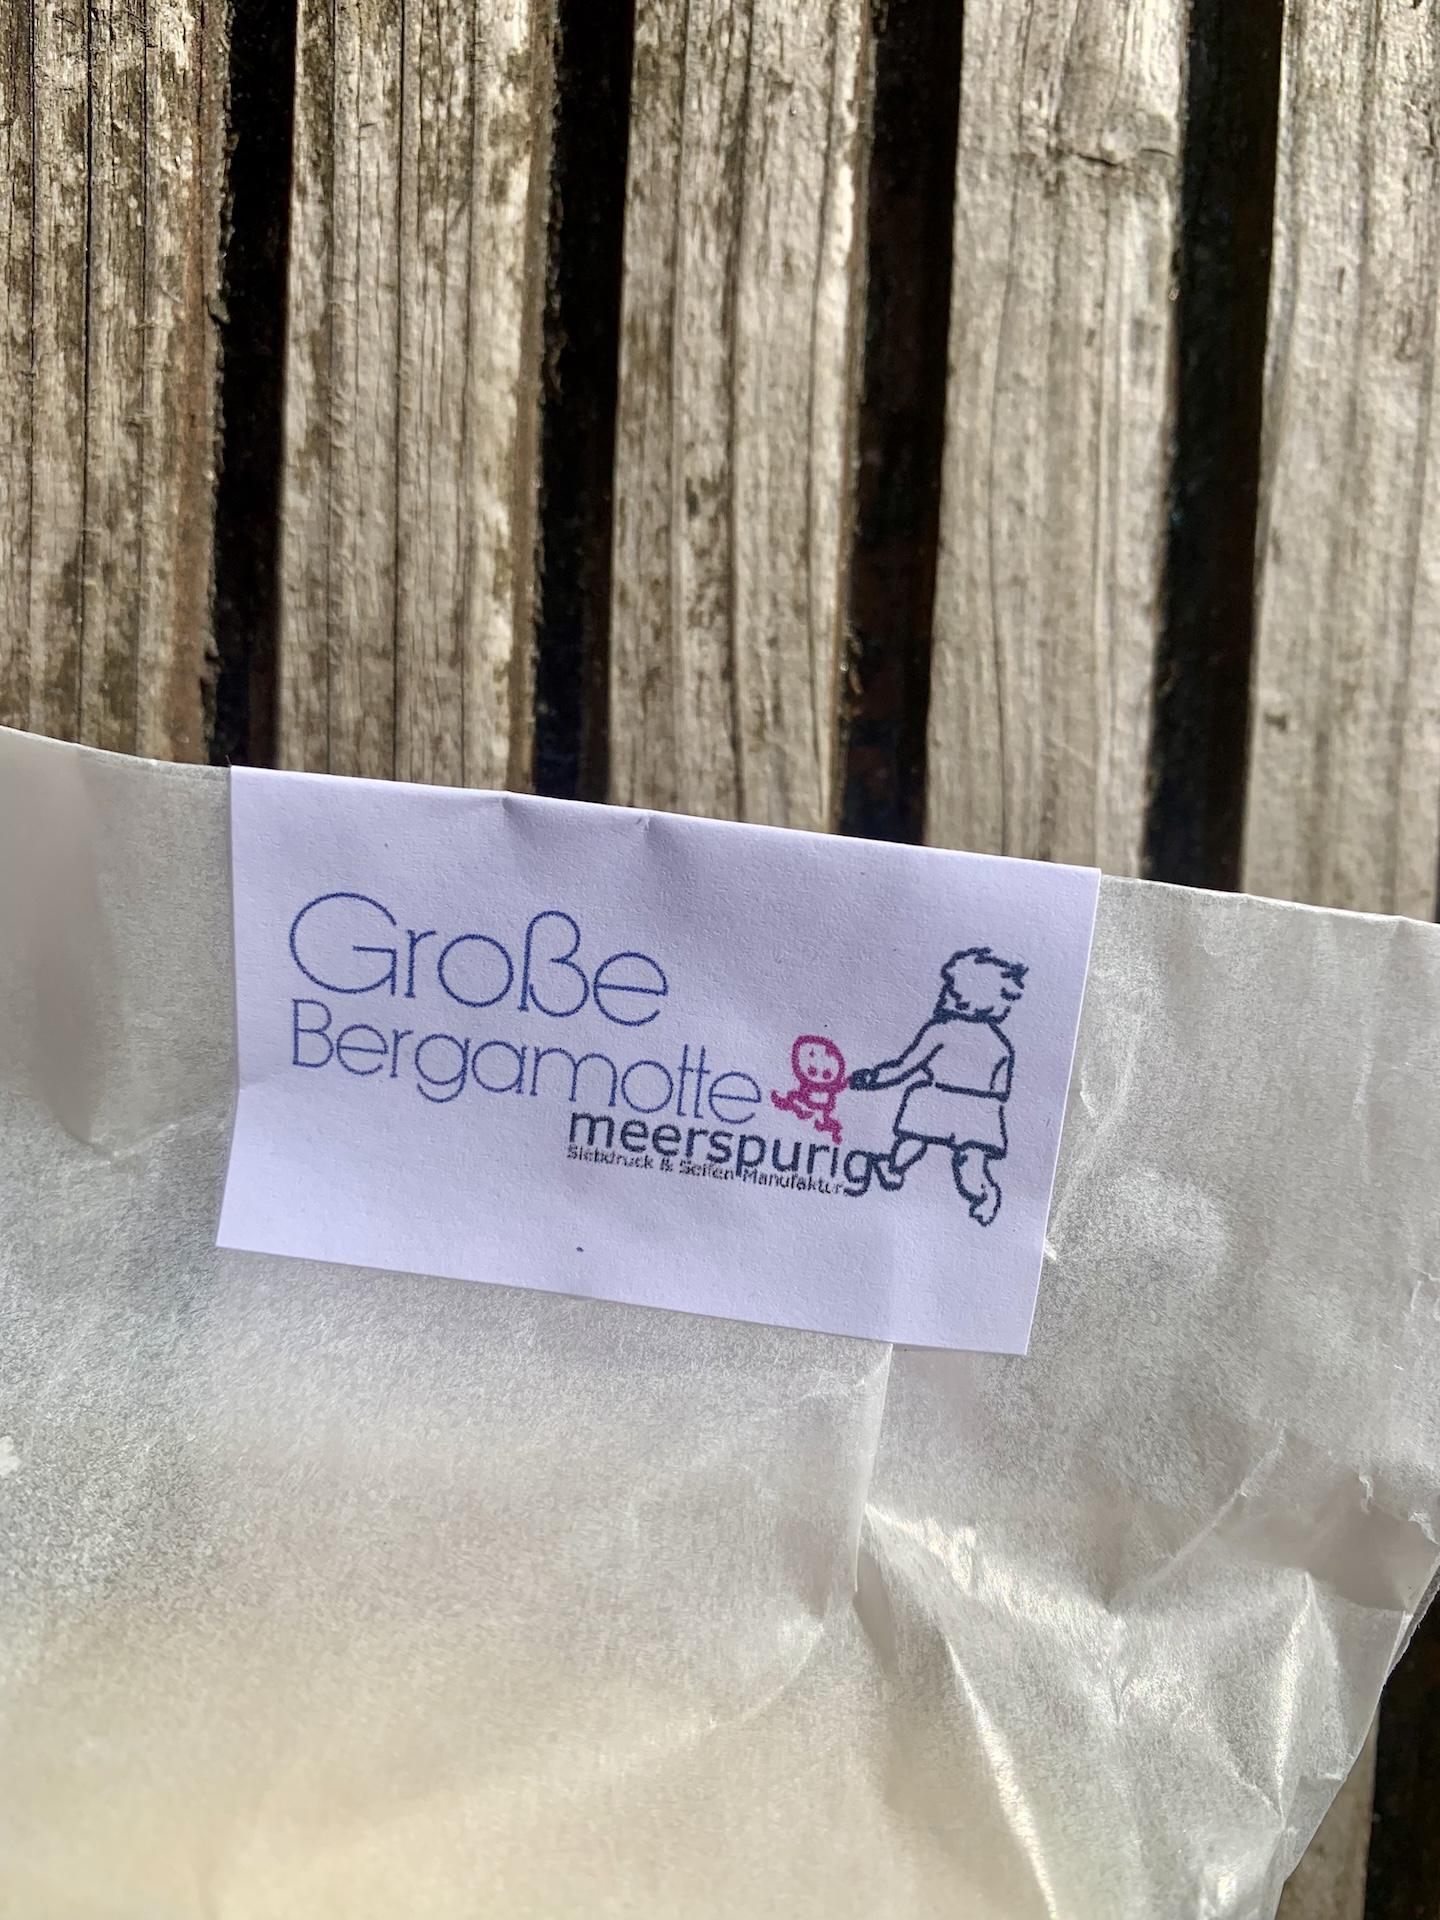 Große
Bergamotte
meerspurig
Siebdruck & Seifen Manufaktur